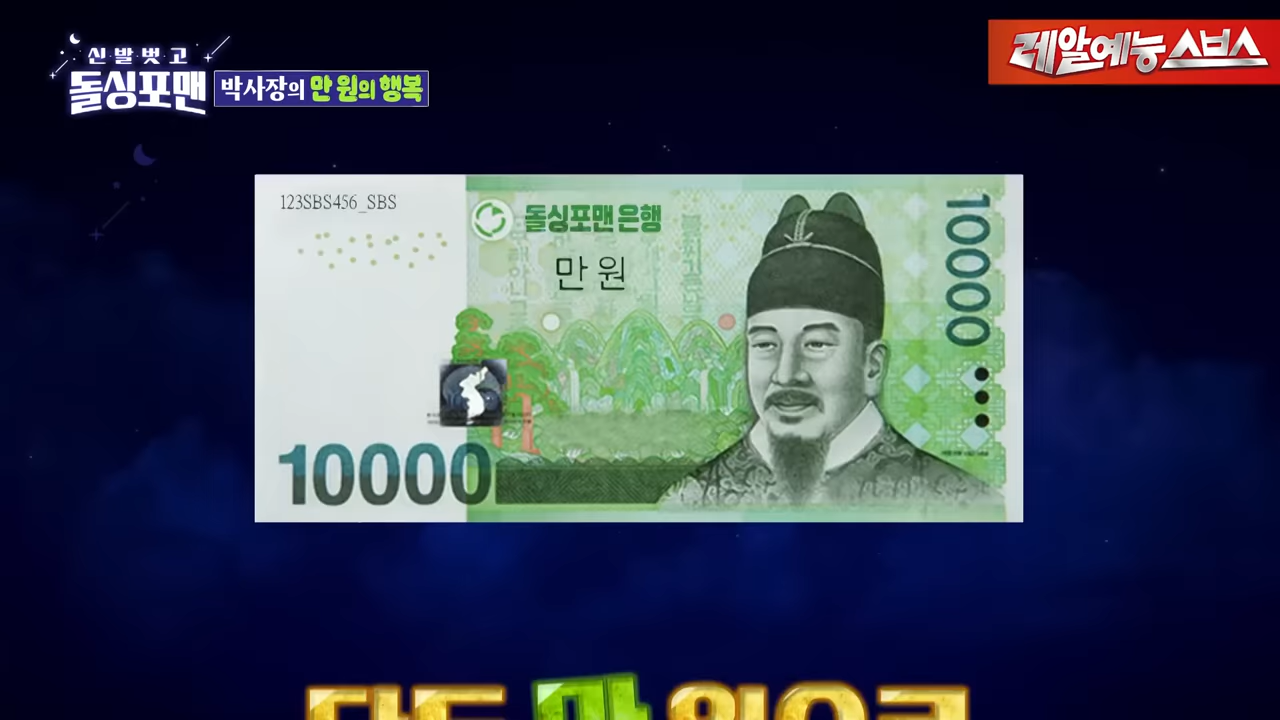 신발벗고
돌싱포맨
박사장의 만 원의 행복
레알예능 스브스
123SBS456_SBS
돌싱포맨 은행
만 원
10000
10000